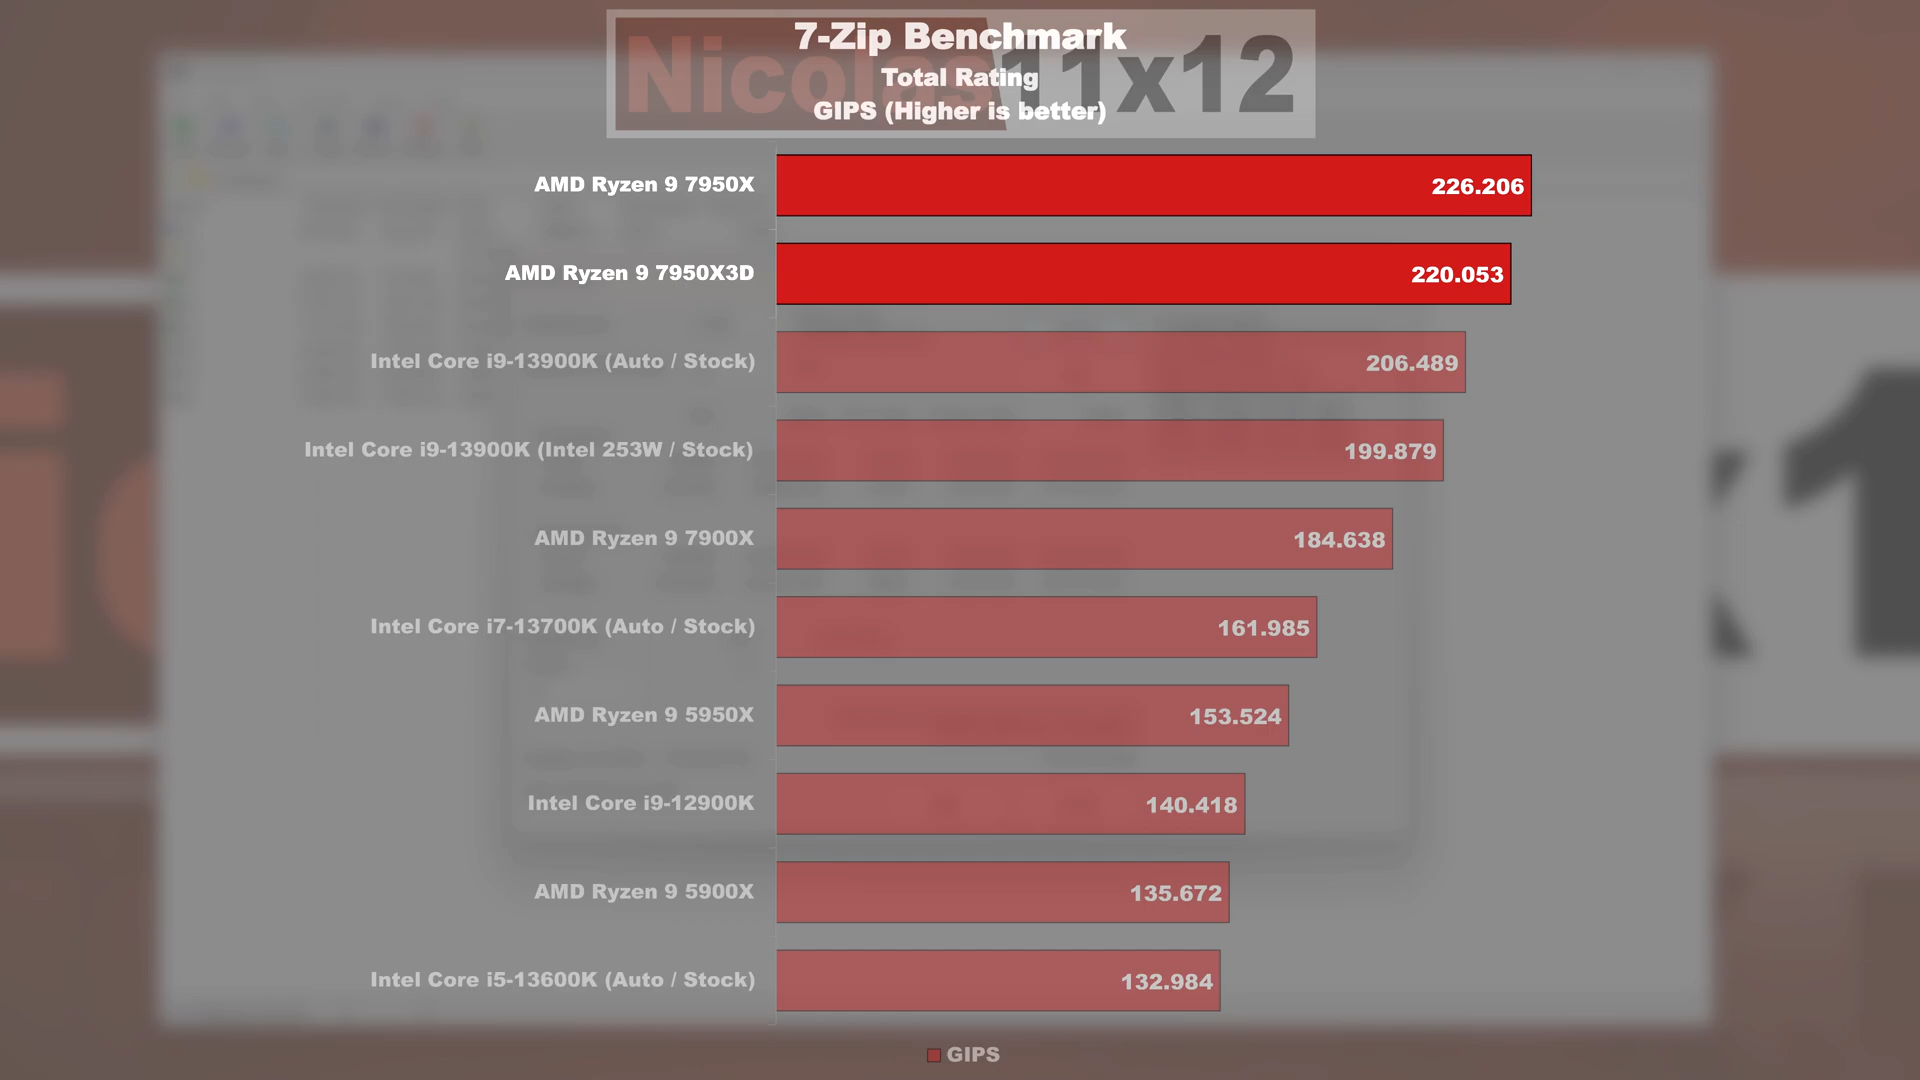 Nicolas11x12
7-Zip Benchmark
Total Rating
GIPS (Higher is better)
AMD Ryzen 9 7950X 226.206
AMD Ryzen 9 7950X3D 220.053
Intel Core i9-13900K (Auto / Stock) 206.489
Intel Core i9-13900K (Intel 253W / Stock) 199.879
AMD Ryzen 9 7900X 184.638
Intel Core i7-13700K (Auto / Stock) 161.985
AMD Ryzen 9 5950X 153.524
Intel Core i9-12900K 140.418
AMD Ryzen 9 5900X 135.672
Intel Core i5-13600K (Auto / Stock) 132.984
GIPS